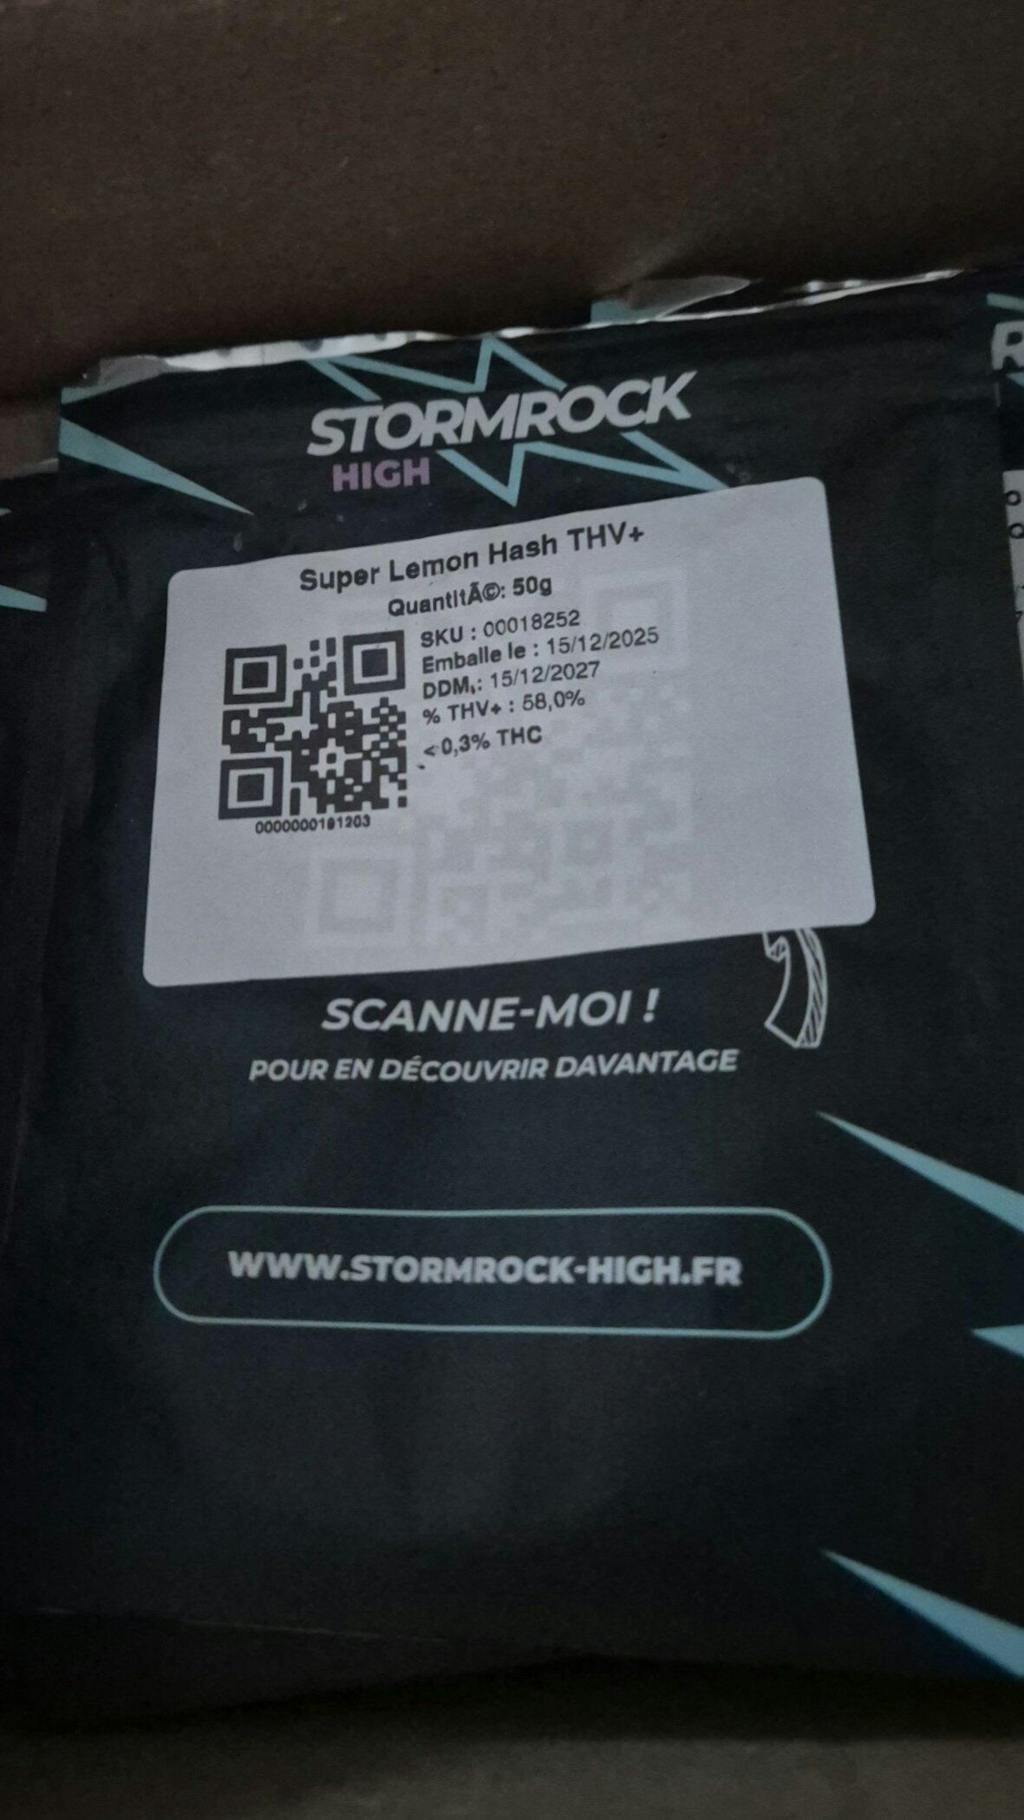 STORMROCK
HIGH
Super Lemon Hash THV+
QuantitÃ©: 50g
SKU : 00018252
Emballe le : 15/12/2025
DDM,: 15/12/2027
% THV+ : 58,0%
<0,3% THC
0000000191203
SCANNE-MOI !
POUR EN DÉCOUVRIR DAVANTAGE
WWW.STORMROCK-HIGH.FR